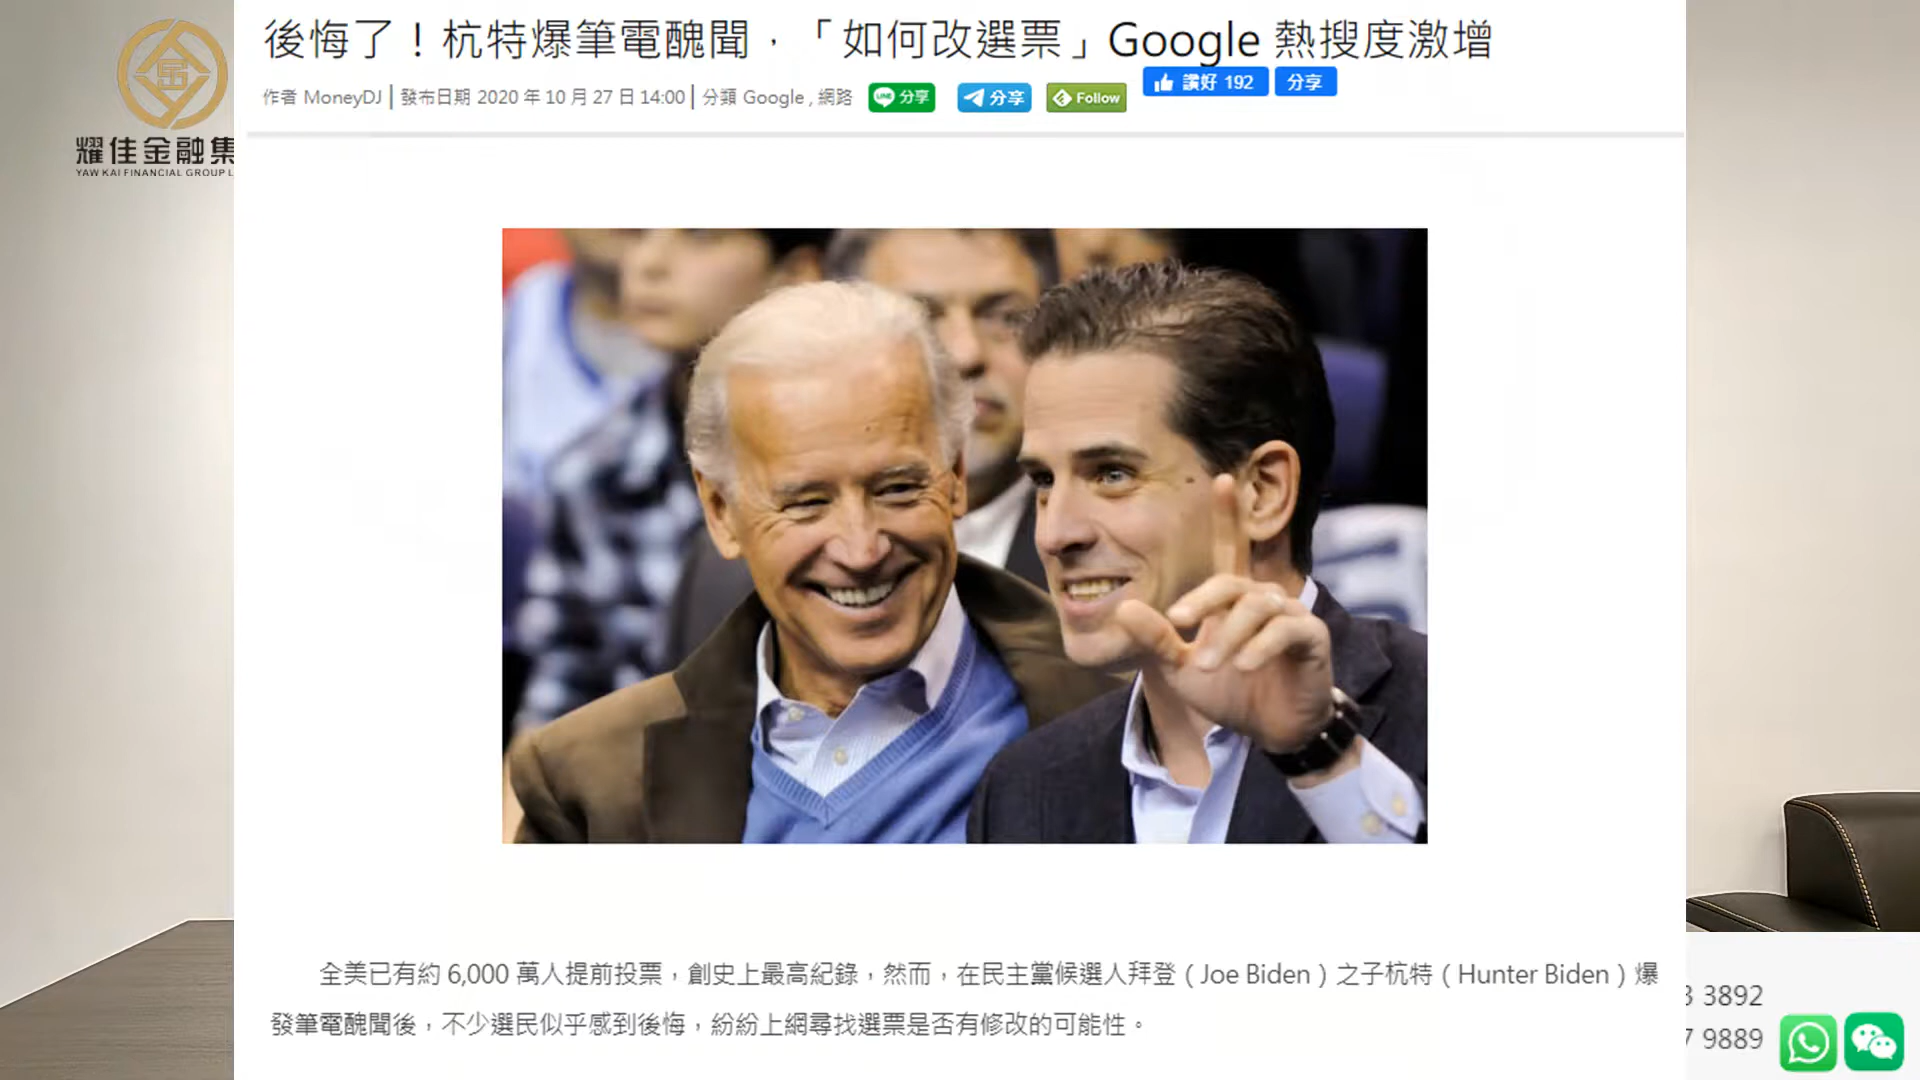 後悔了！杭特爆筆電醜聞，「如何改選票」Google 熱搜度激增
作者 MoneyDJ | 發布日期 2020 年 10 月 27 日 14:00 | 分類 Google , 網路
LINE 分享
分享
Follow
讚好 192
分享
耀佳金融集
YAW KAI FINANCIAL GROUP L
全美已有約 6,000 萬人提前投票，創史上最高紀錄，然而，在民主黨候選人拜登（Joe Biden）之子杭特（Hunter Biden）爆
發筆電醜聞後，不少選民似乎感到後悔，紛紛上網尋找選票是否有修改的可能性。
3892
9889